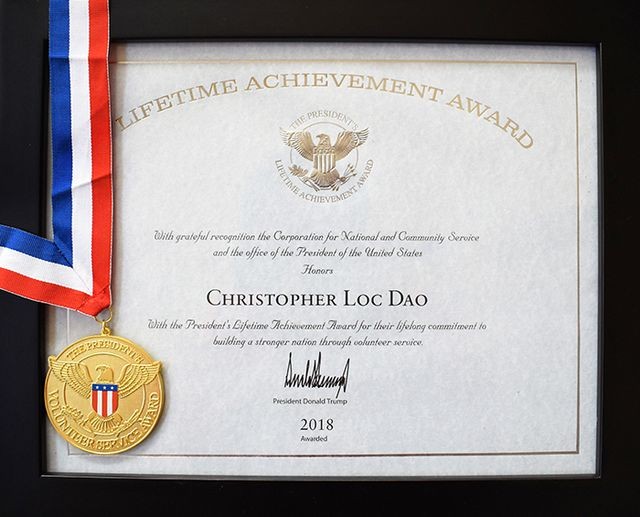 LIFETIME ACHIEVEMENT AWARD
THE PRESIDENT'S
LIFETIME ACHIEVEMENT AWARD
With grateful recognition the Corporation for National and Community Service
and the office of the President of the United States
Honors
CHRISTOPHER LOC DAO
With the President's Lifetime Achievement Award for their lifelong commitment to
building a stronger nation through volunteer service.
President Donald Trump
2018
Awarded
THE PRESIDENT'S
VOLUNTEER SERVICE AWARD